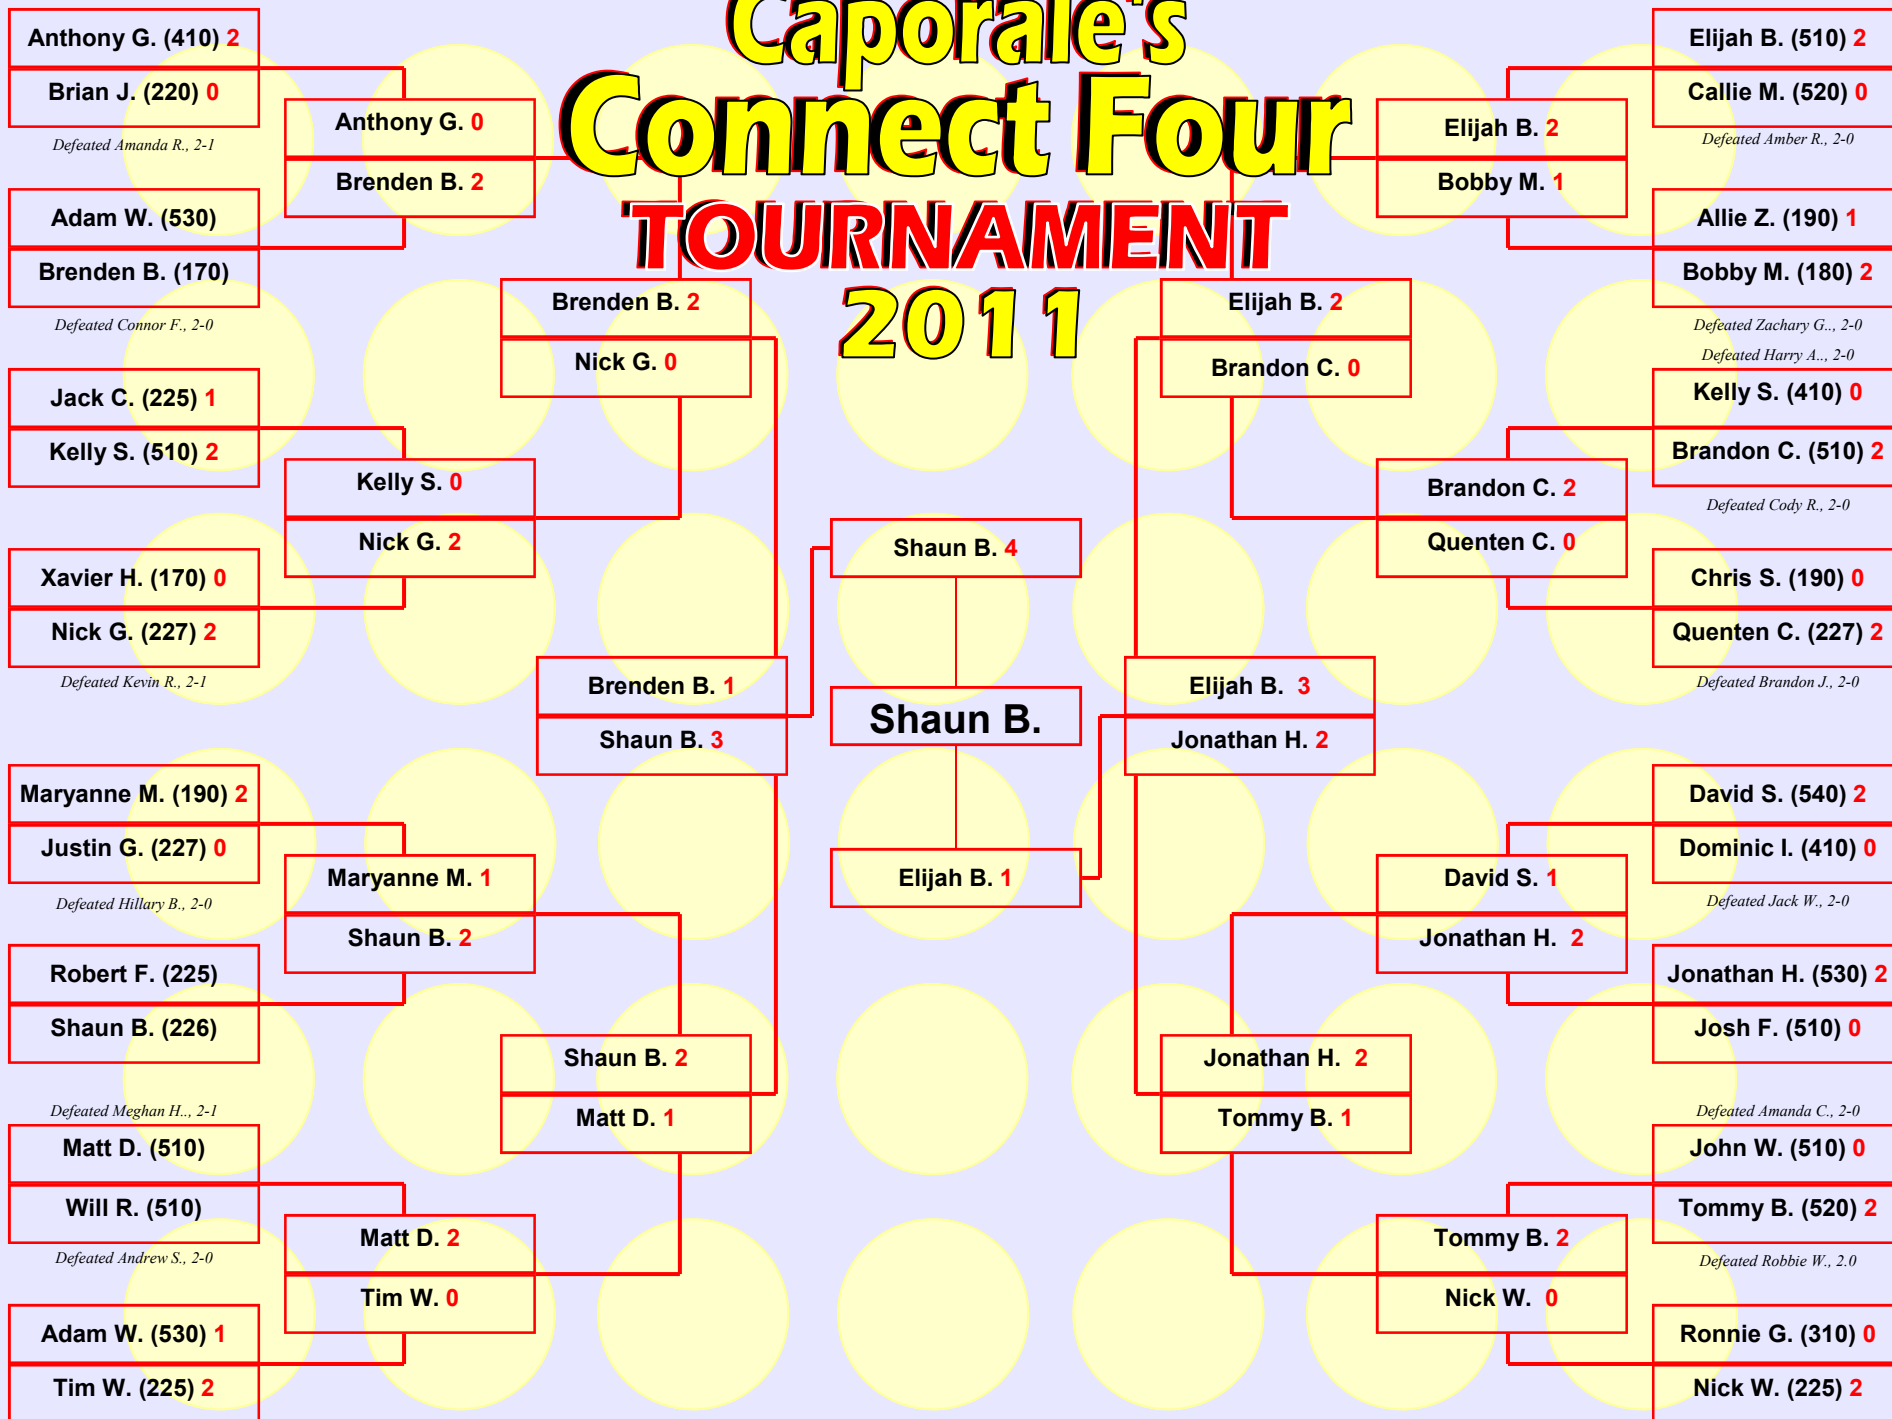 Caporale's
Connect Four
TOURNAMENT
2011
Anthony G. (410) 2
Brian J. (220) 0
Defeated Amanda R., 2-1
Adam W. (530)
Brenden B. (170)
Defeated Connor F., 2-0
Jack C. (225) 1
Kelly S. (510) 2
Xavier H. (170) 0
Nick G. (227) 2
Defeated Kevin R., 2-1
Maryanne M. (190) 2
Justin G. (227) 0
Defeated Hillary B., 2-0
Robert F. (225)
Shaun B. (226)
Defeated Meghan H.., 2-1
Matt D. (510)
Will R. (510)
Defeated Andrew S., 2-0
Adam W. (530) 1
Tim W. (225) 2
Anthony G. 0
Brenden B. 2
Kelly S. 0
Nick G. 2
Maryanne M. 1
Shaun B. 2
Matt D. 2
Tim W. 0
Brenden B. 2
Nick G. 0
Shaun B. 2
Matt D. 1
Brenden B. 1
Shaun B. 3
Shaun B. 4
Shaun B.
Elijah B. 1
Elijah B. 3
Jonathan H. 2
Elijah B. 2
Brandon C. 0
Jonathan H. 2
Tommy B. 1
Elijah B. 2
Bobby M. 1
Brandon C. 2
Quenten C. 0
David S. 1
Jonathan H. 2
Tommy B. 2
Nick W. 0
Elijah B. (510) 2
Callie M. (520) 0
Defeated Amber R., 2-0
Allie Z. (190) 1
Bobby M. (180) 2
Defeated Zachary G.., 2-0
Defeated Harry A.., 2-0
Kelly S. (410) 0
Brandon C. (510) 2
Defeated Cody R., 2-0
Chris S. (190) 0
Quenten C. (227) 2
Defeated Brandon J., 2-0
David S. (540) 2
Dominic I. (410) 0
Defeated Jack W., 2-0
Jonathan H. (530) 2
Josh F. (510) 0
Defeated Amanda C., 2-0
John W. (510) 0
Tommy B. (520) 2
Defeated Robbie W., 2.0
Ronnie G. (310) 0
Nick W. (225) 2